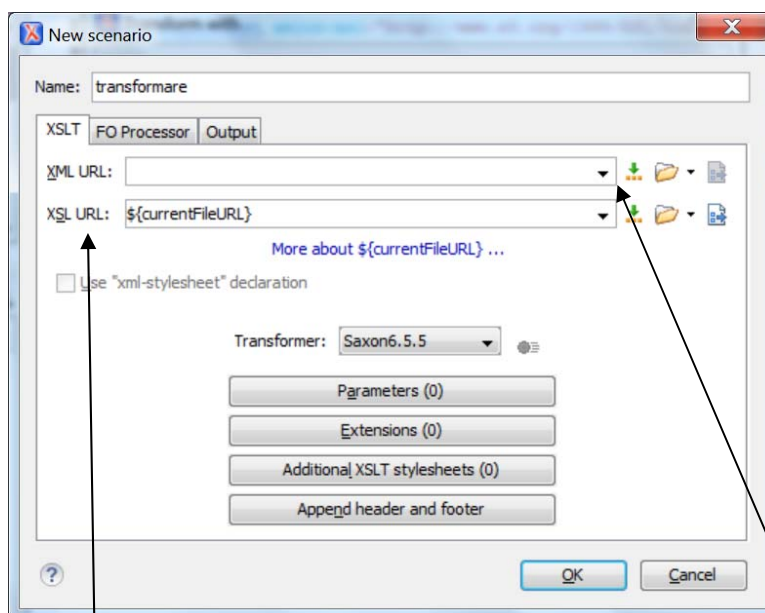 New scenario
Name: transformare
XSLT FO Processor Output
XML URL:
XSL URL: ${currentFileURL}
More about ${currentFileURL} ...
Use "xml-stylesheet" declaration
Transformer: Saxon6.5.5
Parameters (0)
Extensions (0)
Additional XSLT stylesheets (0)
Append header and footer
? OK Cancel